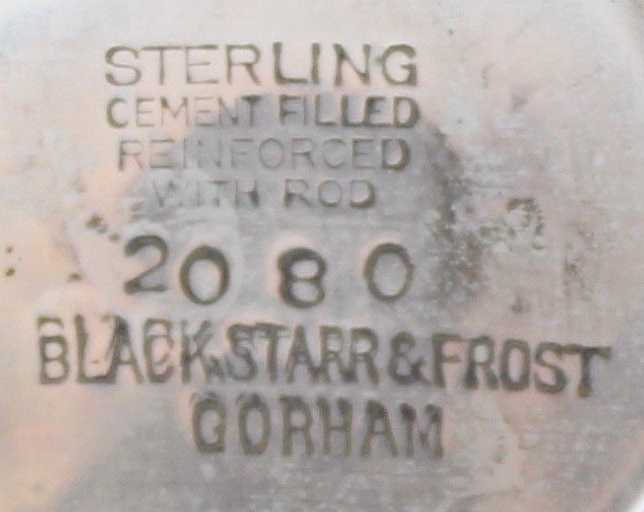 STERLING
CEMENT FILLED
REINFORCED
WITH ROD
2080
BLACK, STARR & FROST
GORHAM